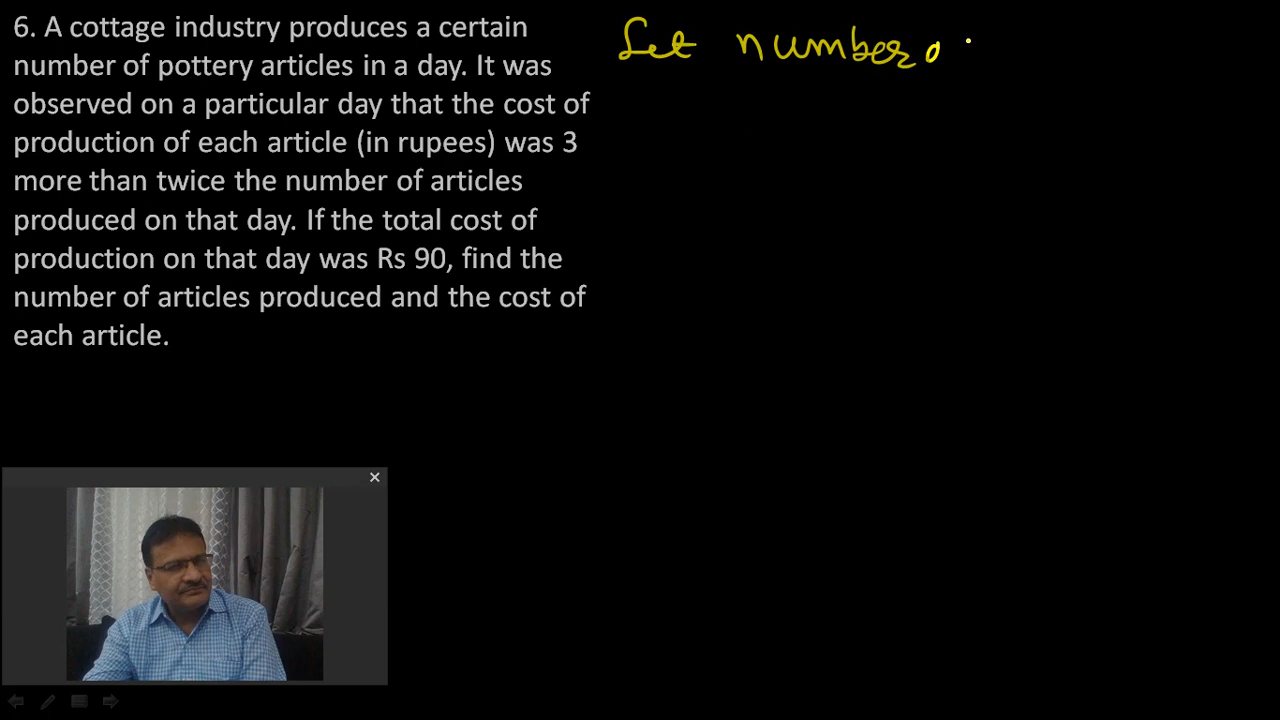 6. A cottage industry produces a certain
number of pottery articles in a day. It was
observed on a particular day that the cost of
production of each article (in rupees) was 3
more than twice the number of articles
produced on that day. If the total cost of
production on that day was Rs 90, find the
number of articles produced and the cost of
each article.
Let number o